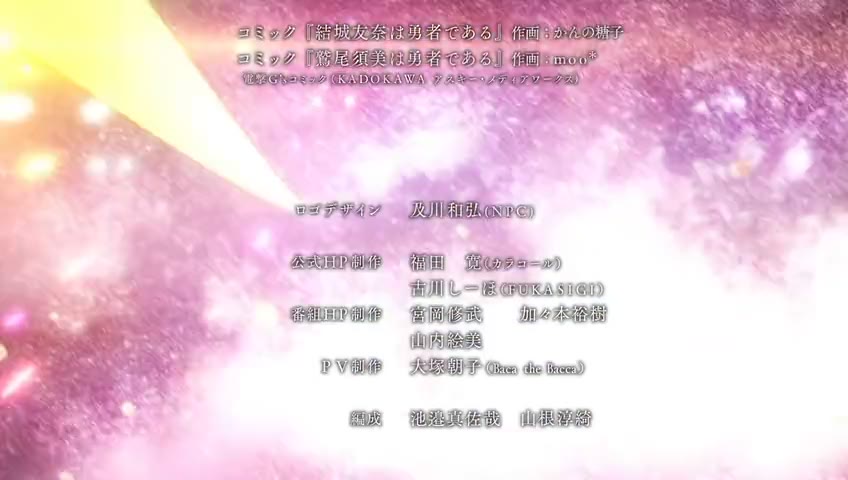 コミック『結城友奈は勇者である』作画：かんの糖子
コミック『鷲尾須美は勇者である』作画：moo*
電撃G'sコミック（KADOKAWA アスキー・メディアワークス）
ロゴデザイン 及川和弘（NPC）
公式HP制作 福田 寛（カラコール）
古川しーほ（FUKASIGI）
番組HP制作 宮岡修武 加々本裕樹
山内絵美
PV制作 大塚朝子（Baca the Bacca）
編成 池邉真佐哉 山根淳綺